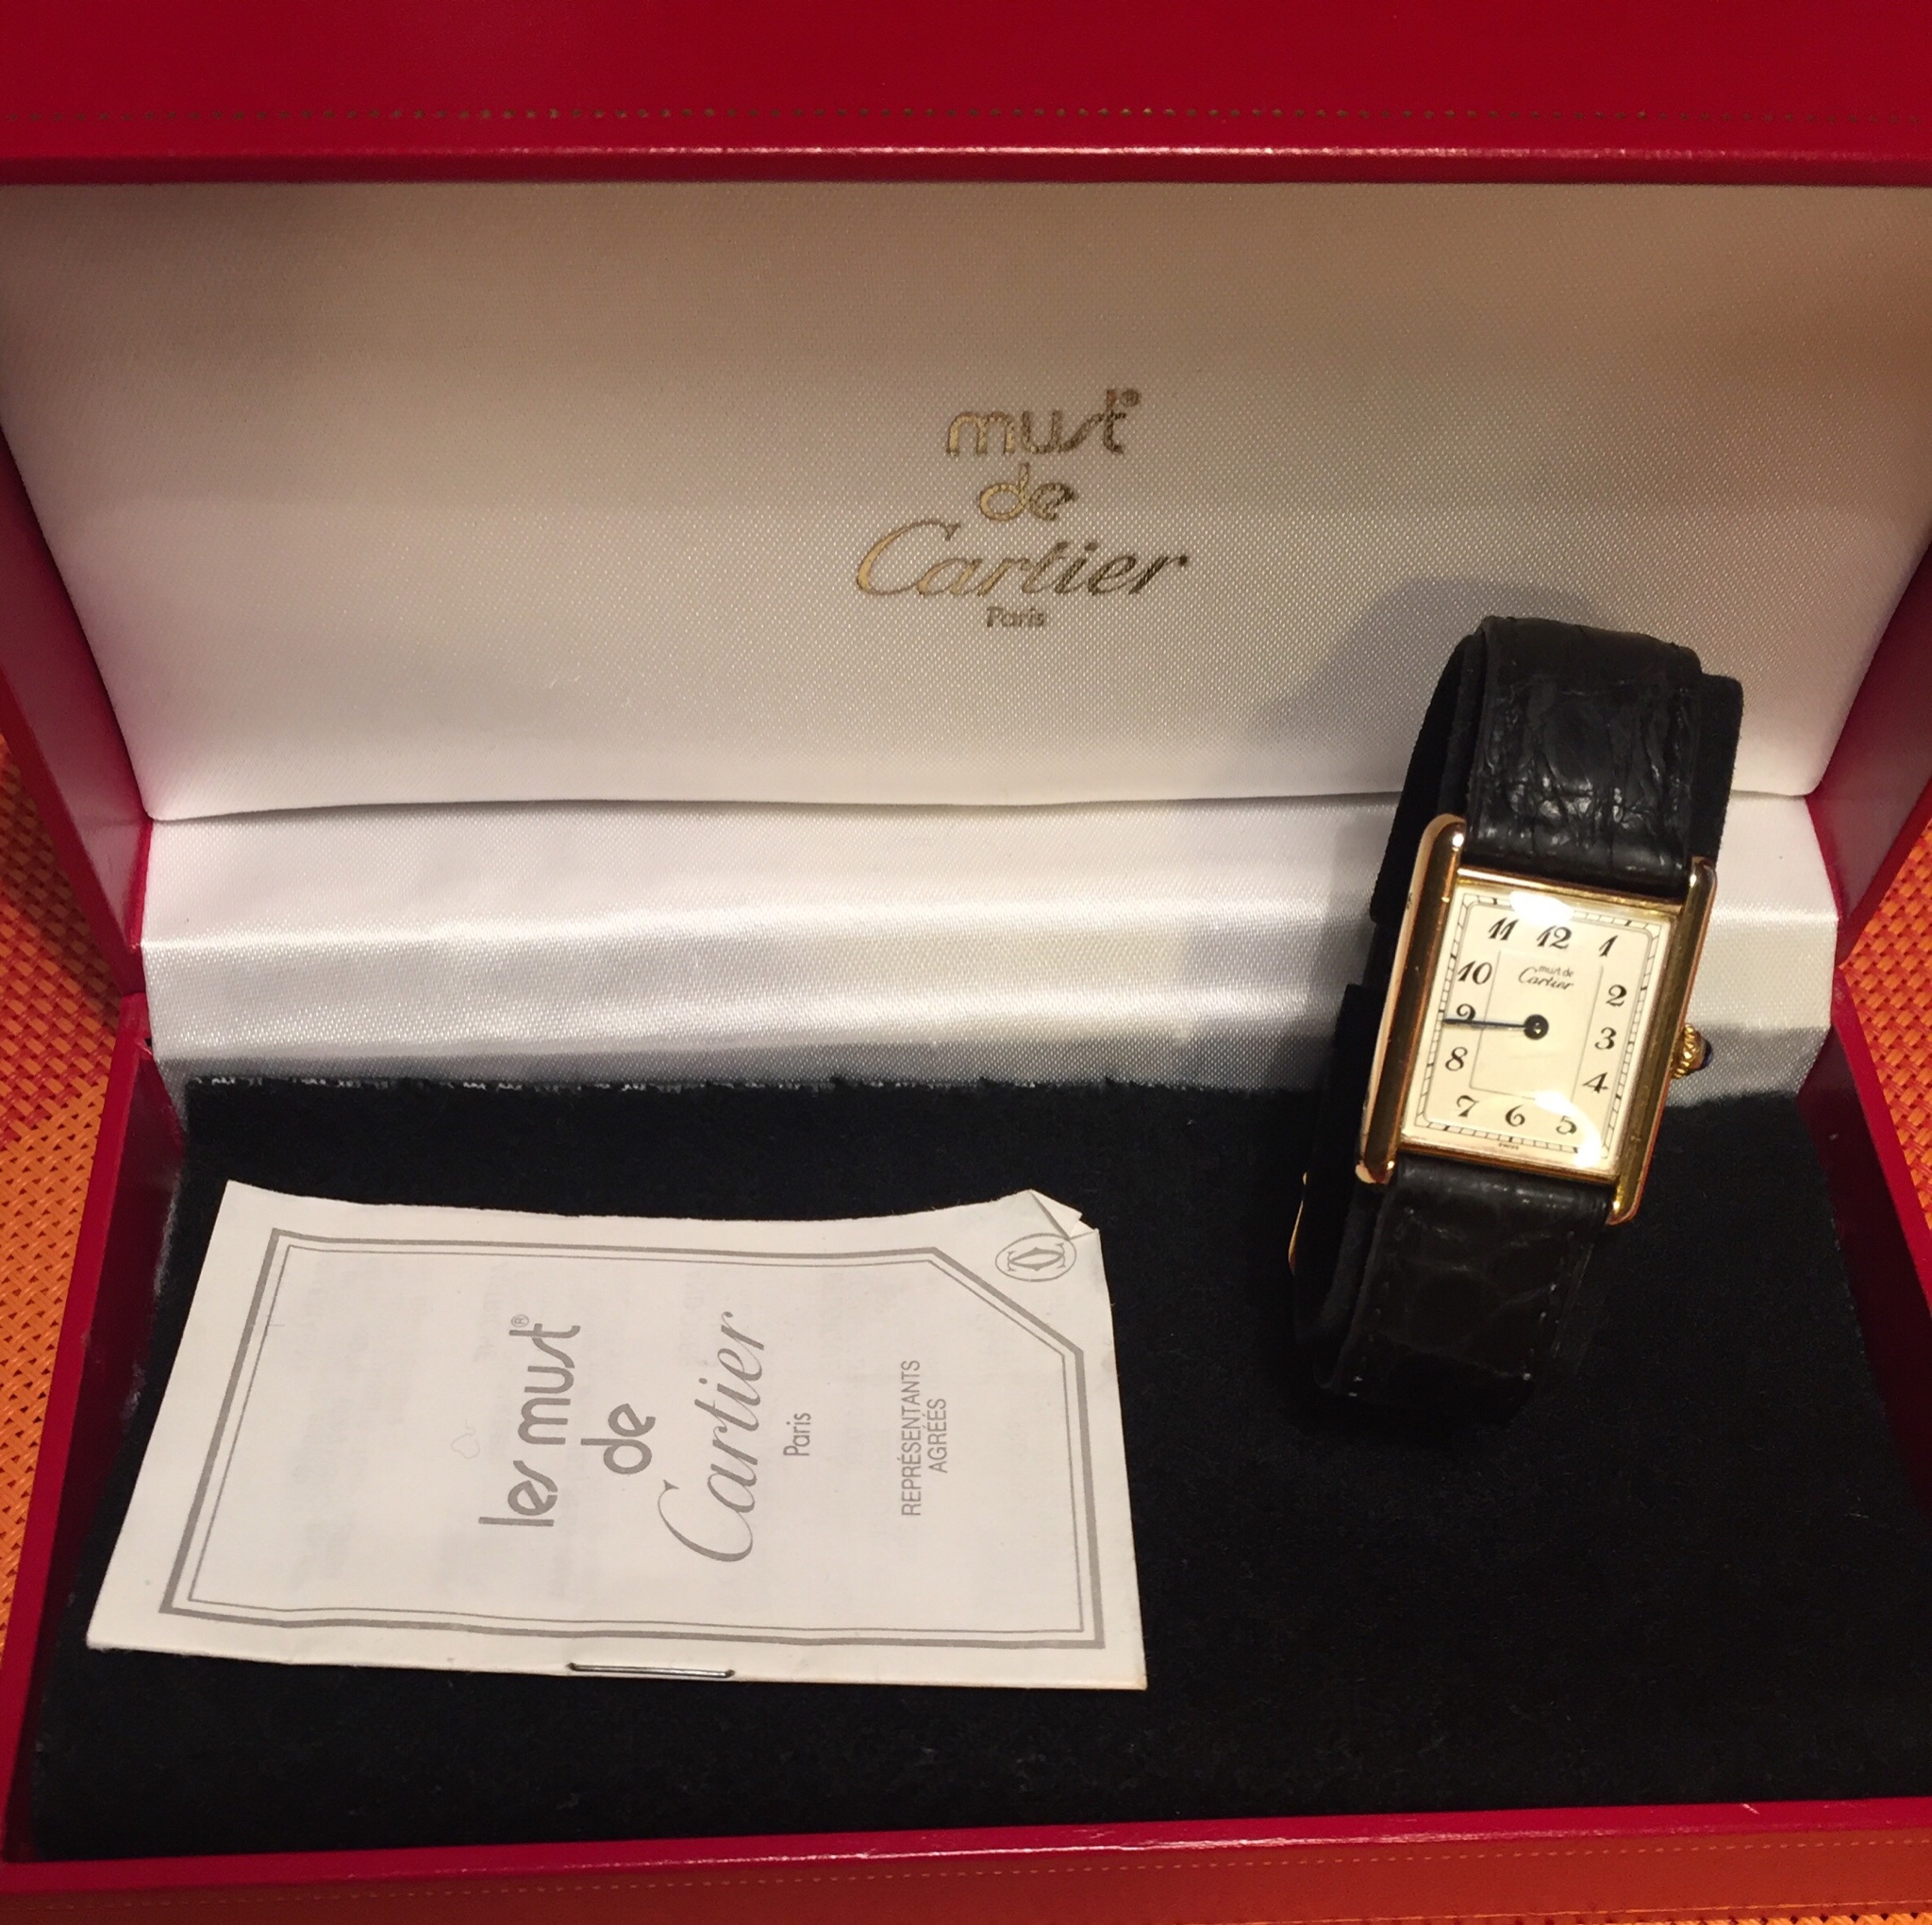 must®
de
Cartier
Paris
11 12 1
10 2
9 3
8 4
7 6 5
must de
Cartier
les must®
de
Cartier
Paris
REPRÉSENTANTS
AGRÉÉS